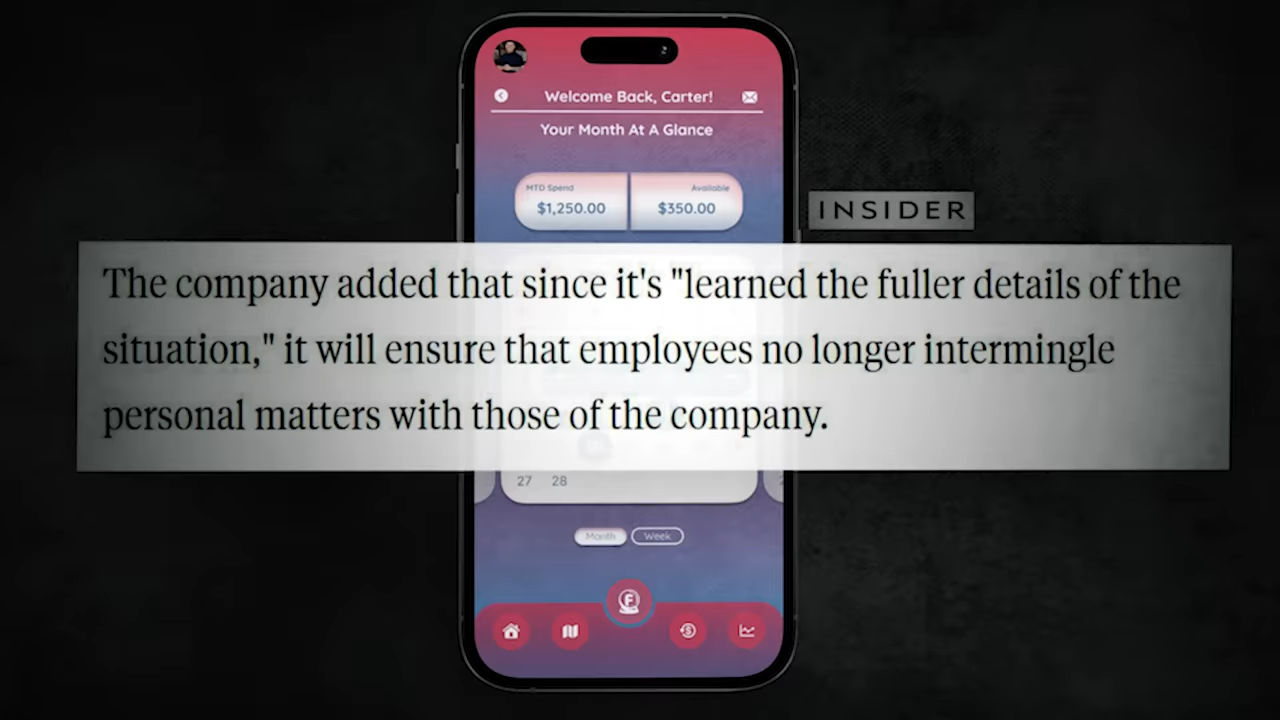 Welcome Back, Carter!
Your Month At A Glance
MTD Spend
Available
$1,250.00
$350.00
INSIDER
The company added that since it's "learned the fuller details of the
situation," it will ensure that employees no longer intermingle
personal matters with those of the company.
27 28
Month
Week